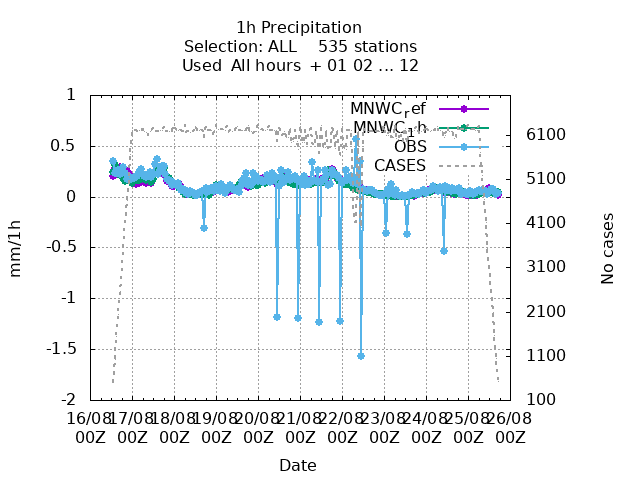 1h Precipitation
Selection: ALL 535 stations
Used All hours + 01 02 ... 12
MNWCref
MNWC1h
OBS
CASES
1
0.5
0
-0.5
-1
-1.5
-2
6100
5100
4100
3100
2100
1100
100
mm/1h
No cases
16/08 17/08 18/08 19/08 20/08 21/08 22/08 23/08 24/08 25/08 26/08
00Z 00Z 00Z 00Z 00Z 00Z 00Z 00Z 00Z 00Z 00Z
Date